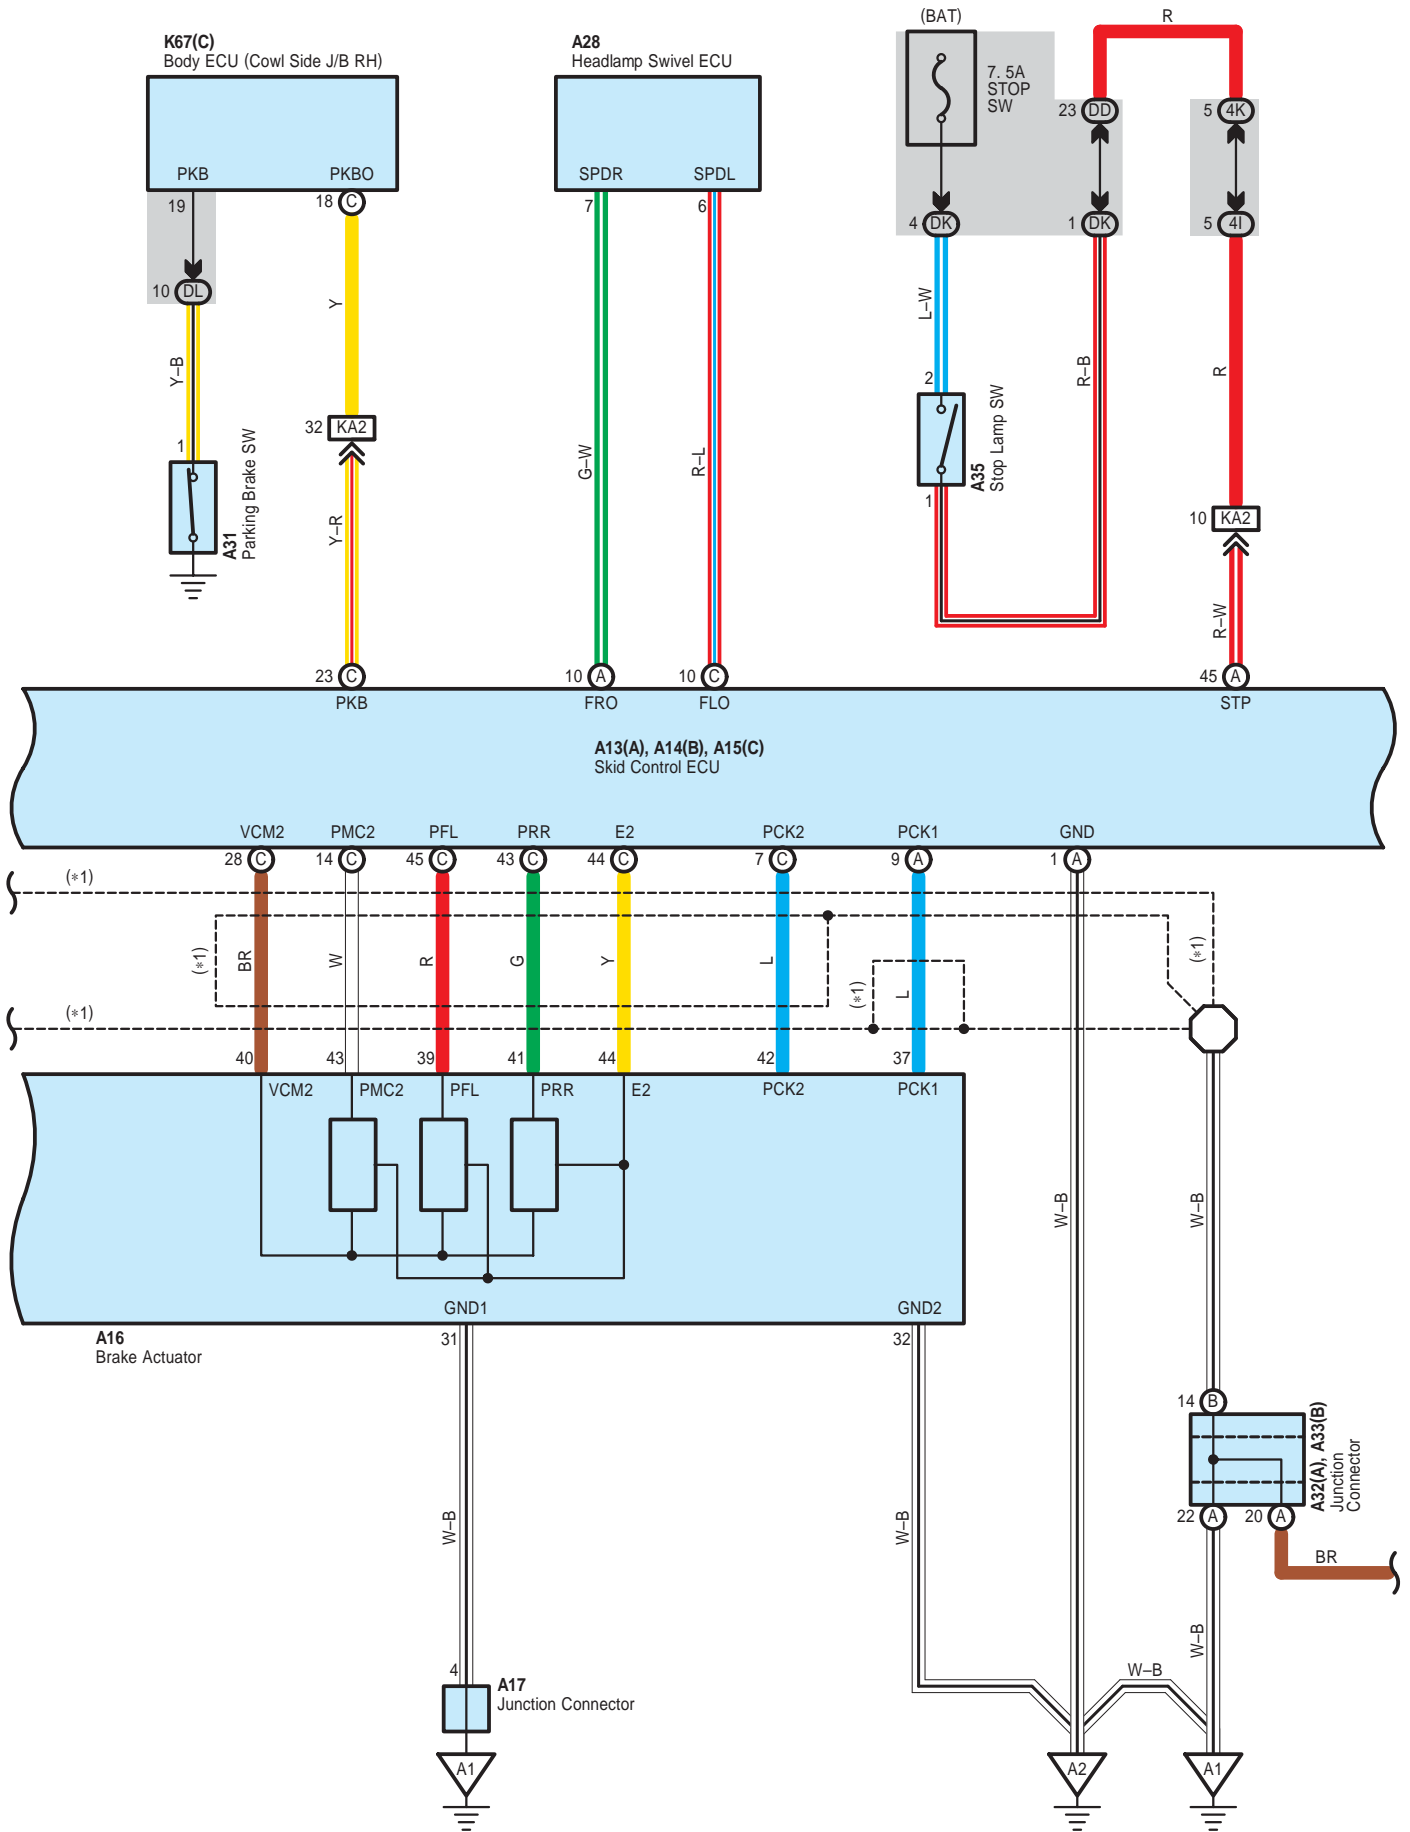 (BAT)
R
K67(C)
Body ECU (Cowl Side J/B RH)
A28
Headlamp Swivel ECU
7. 5A
STOP
SW
23 DD
5 4K
PKB
PKBO
SPDR
SPDL
19
18 C
7
6
4 DK
1 DK
5 4I
10 DL
Y
L–W
Y–B
R–B
R
2
32 KA2
1
Parking Brake SW
A31
G–W
R–L
A35
Stop Lamp SW
1
10 KA2
Y–R
R–W
23 C
10 A
10 C
45 A
PKB
FRO
FLO
STP
A13(A), A14(B), A15(C)
Skid Control ECU
VCM2
PMC2
PFL
PRR
E2
PCK2
PCK1
GND
28 C
14 C
45 C
43 C
44 C
7 C
9 A
1 A
(*1)
(*1)
BR
W
R
G
Y
L
(*1)
L
(*1)
(*1)
40
43
39
41
44
42
37
VCM2
PMC2
PFL
PRR
E2
PCK2
PCK1
W–B
W–B
GND1
GND2
31
32
A16
Brake Actuator
14 B
A32(A), A33(B)
Junction
Connector
22 A
20 A
W–B
W–B
BR
W–B
W–B
4
A17
Junction Connector
A1
A2
A1